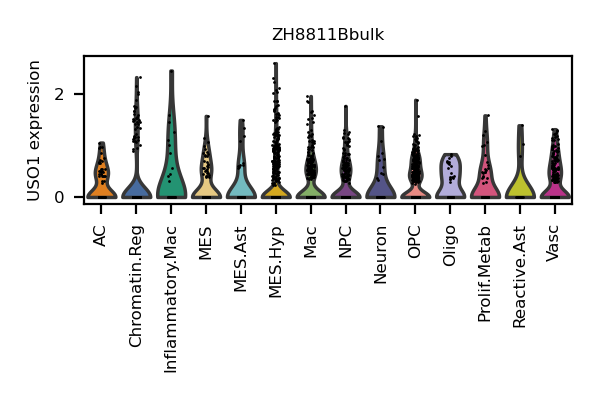 ZH8811Bbulk
USO1 expression
2
0
AC
Chromatin.Reg
Inflammatory.Mac
MES
MES.Ast
MES.Hyp
Mac
NPC
Neuron
OPC
Oligo
Prolif.Metab
Reactive.Ast
Vasc